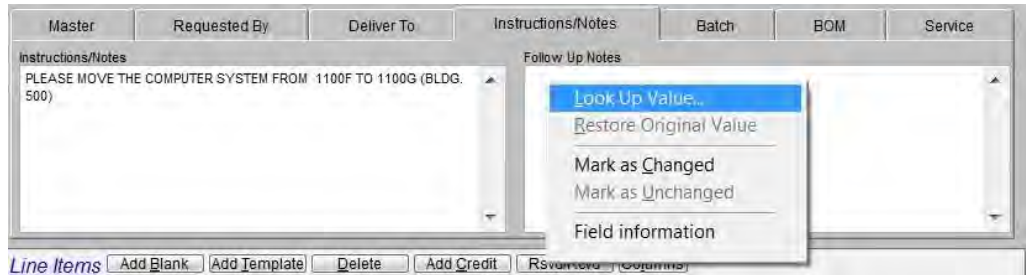 Master Requested By Deliver To Instructions/Notes Batch BOM Service
Instructions/Notes Follow Up Notes
PLEASE MOVE THE COMPUTER SYSTEM FROM 1100F TO 1100G (BLDG.
500)
Look Up Value...
Restore Original Value
Mark as Changed
Mark as Unchanged
Field information
Line Items Add Blank Add Template Delete Add Credit